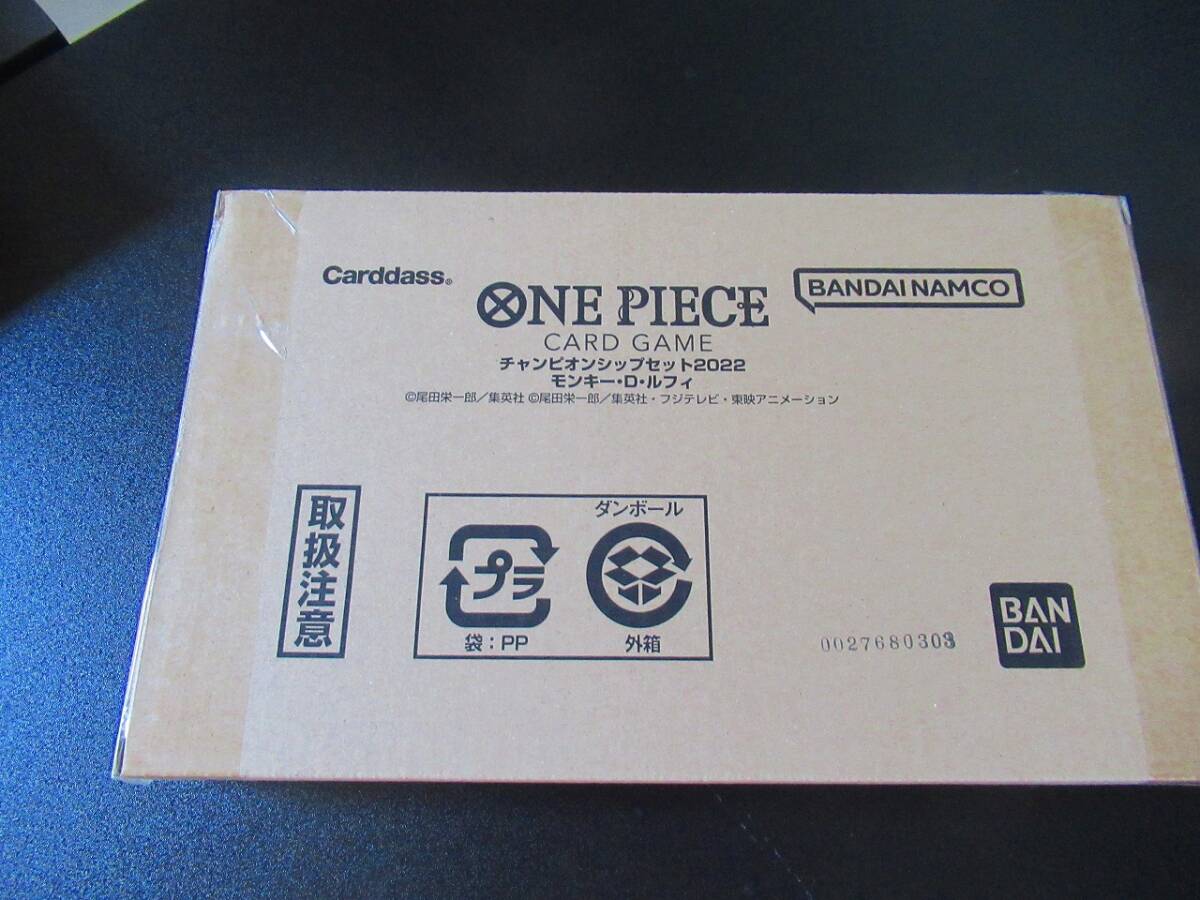 Carddass®
ONE PIECE
BANDAI NAMCO
CARD GAME
チャンピオンシップセット2022
モンキー・D・ルフィ
©尾田栄一郎／集英社 ©尾田栄一郎／集英社・フジテレビ・東映アニメーション
取扱注意
ダンボール
プラ
袋：PP
外箱
0027680303
BAN
DAI